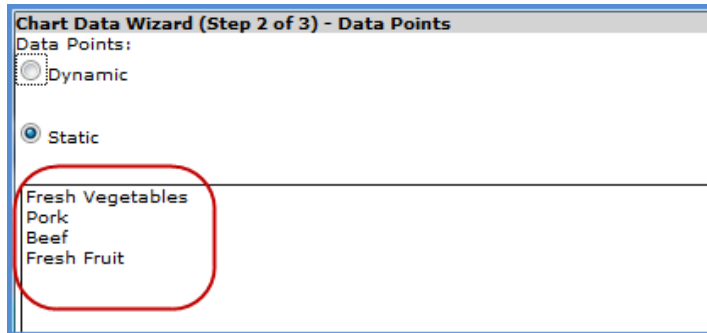 Chart Data Wizard (Step 2 of 3) - Data Points
Data Points:
Dynamic
Static
Fresh Vegetables
Pork
Beef
Fresh Fruit